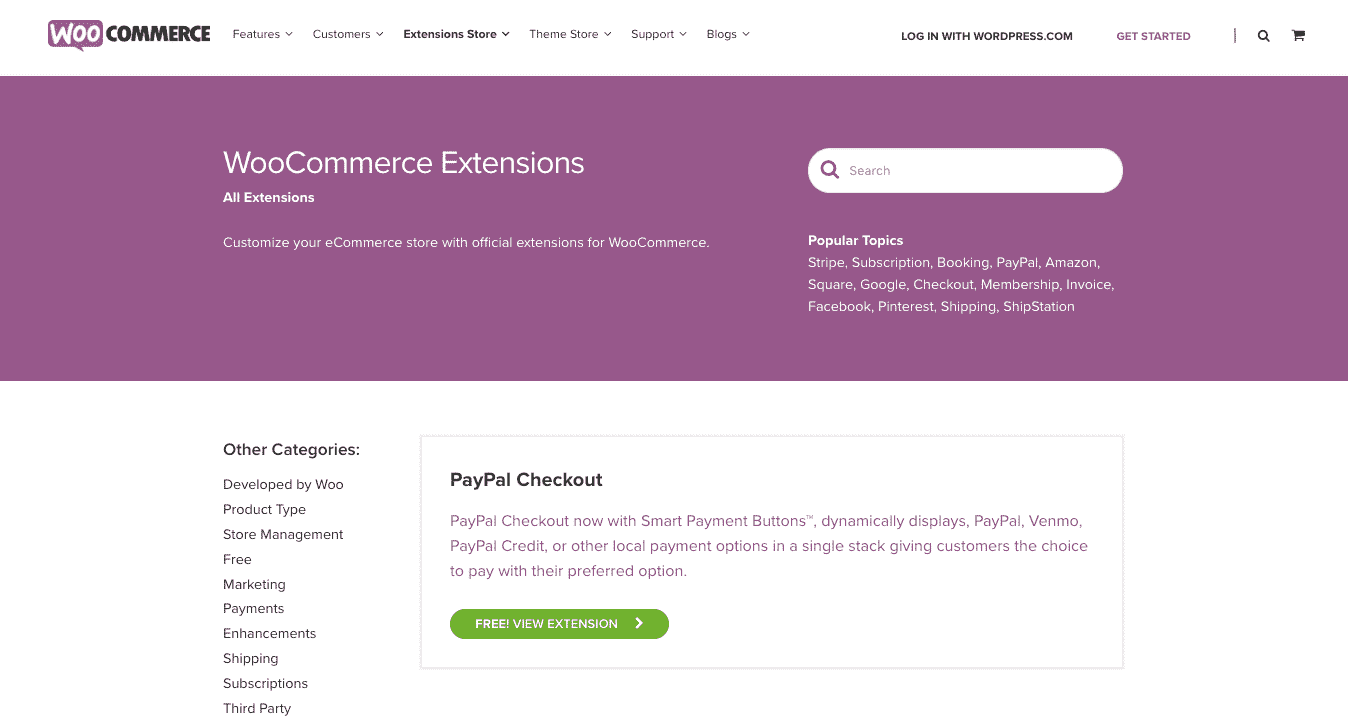 WOO COMMERCE
Features
Customers
Extensions Store
Theme Store
Support
Blogs
LOG IN WITH WORDPRESS.COM
GET STARTED
WooCommerce Extensions
All Extensions
Customize your eCommerce store with official extensions for WooCommerce.
Search
Popular Topics
Stripe, Subscription, Booking, PayPal, Amazon,
Square, Google, Checkout, Membership, Invoice,
Facebook, Pinterest, Shipping, ShipStation
Other Categories:
Developed by Woo
Product Type
Store Management
Free
Marketing
Payments
Enhancements
Shipping
Subscriptions
Third Party
PayPal Checkout
PayPal Checkout now with Smart Payment Buttons™, dynamically displays, PayPal, Venmo,
PayPal Credit, or other local payment options in a single stack giving customers the choice
to pay with their preferred option.
FREE! VIEW EXTENSION